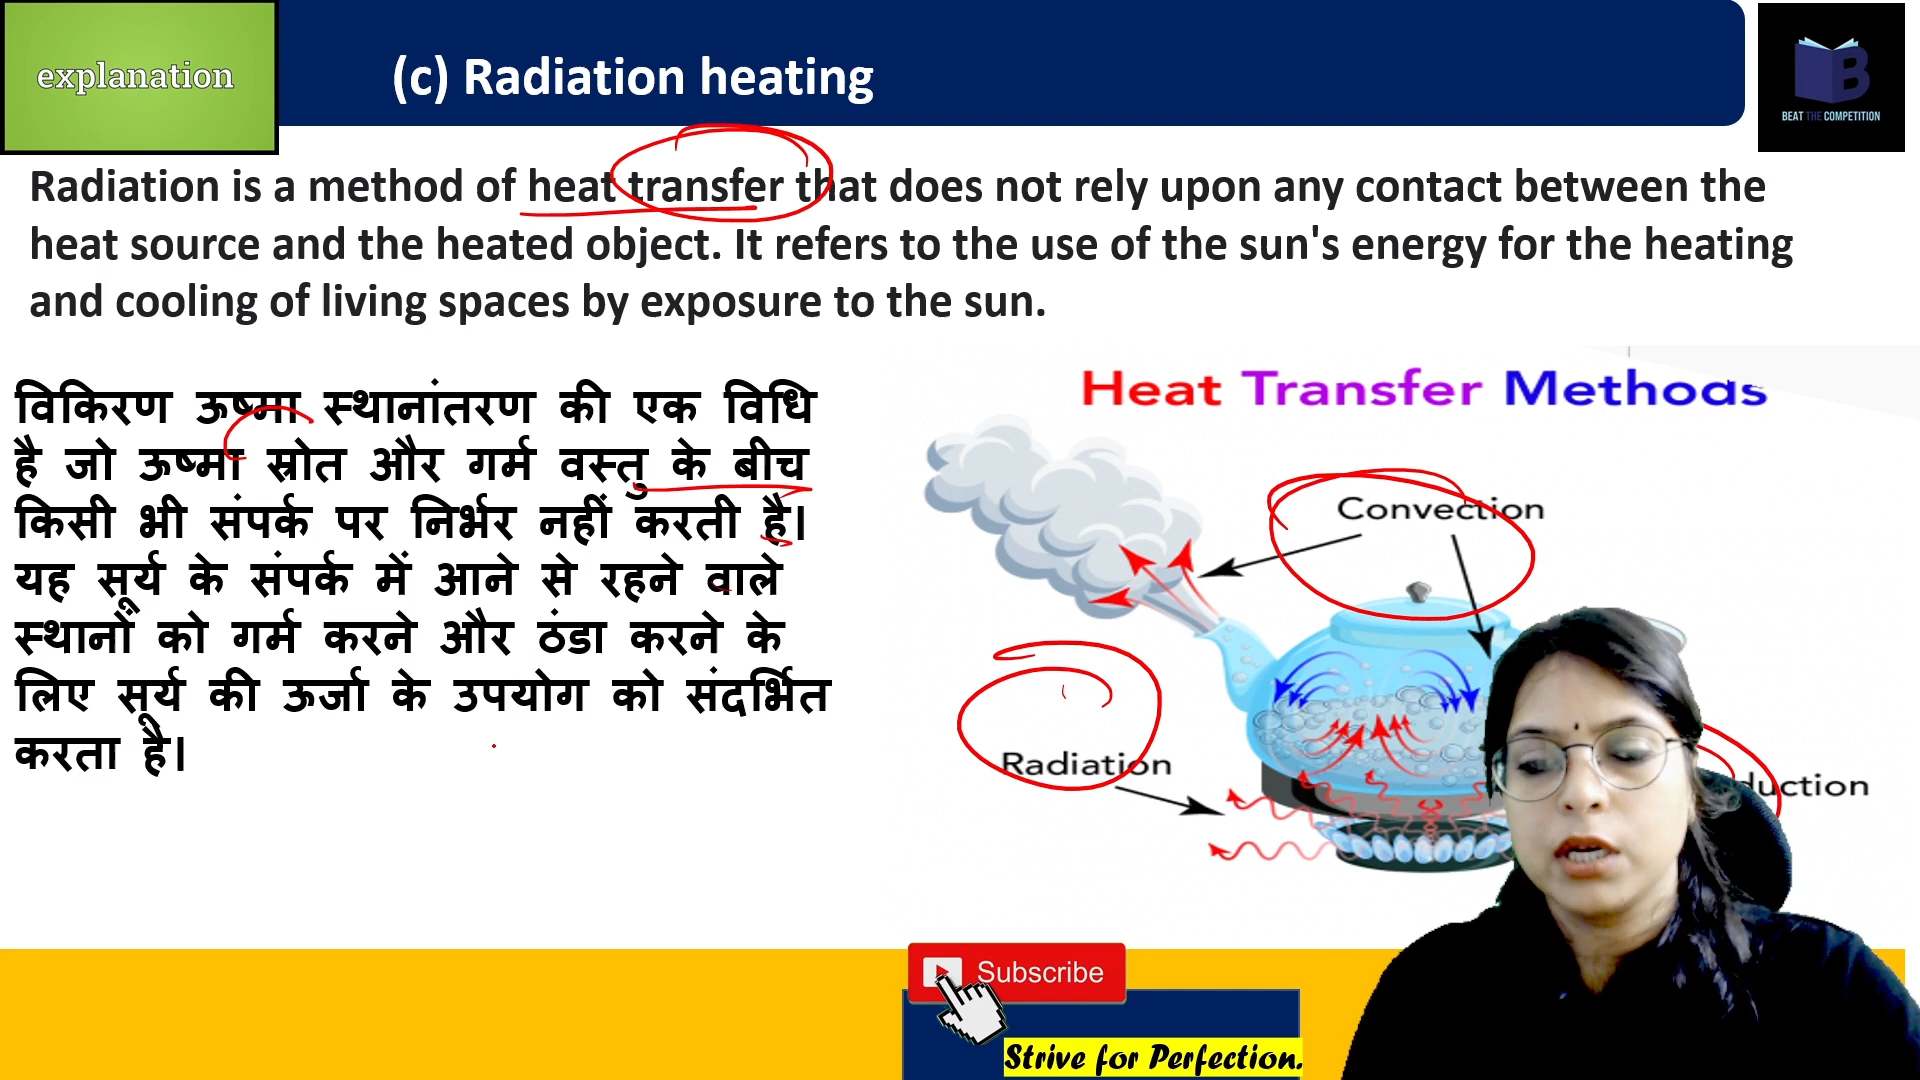 explanation
(c) Radiation heating
BEAT THE COMPETITION
Radiation is a method of heat transfer that does not rely upon any contact between the
heat source and the heated object. It refers to the use of the sun's energy for the heating
and cooling of living spaces by exposure to the sun.
विकिरण ऊष्मा स्थानांतरण की एक विधि
है जो ऊष्मा स्रोत और गर्म वस्तु के बीच
किसी भी संपर्क पर निर्भर नहीं करती है।
यह सूर्य के संपर्क में आने से रहने वाले
स्थानों को गर्म करने और ठंडा करने के
लिए सूर्य की ऊर्जा के उपयोग को संदर्भित
करता है।
Heat Transfer Methods
Convection
Radiation
duction
Subscribe
Strive for Perfection.